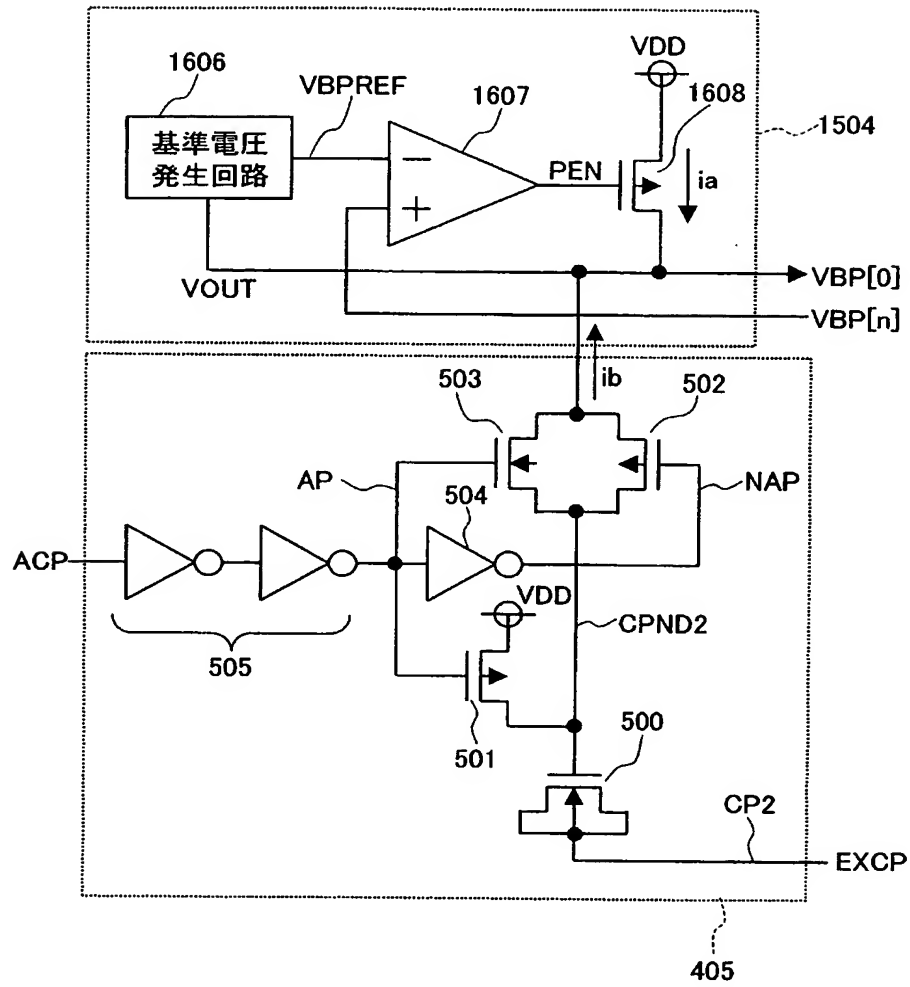 1606
VBPREF
1607
VDD
1608
1504
基準電圧
発生回路
−
+
PEN
ia
VOUT
VBP[0]
VBP[n]
ib
503
502
AP
504
NAP
ACP
VDD
CPND2
505
501
500
CP2
EXCP
405